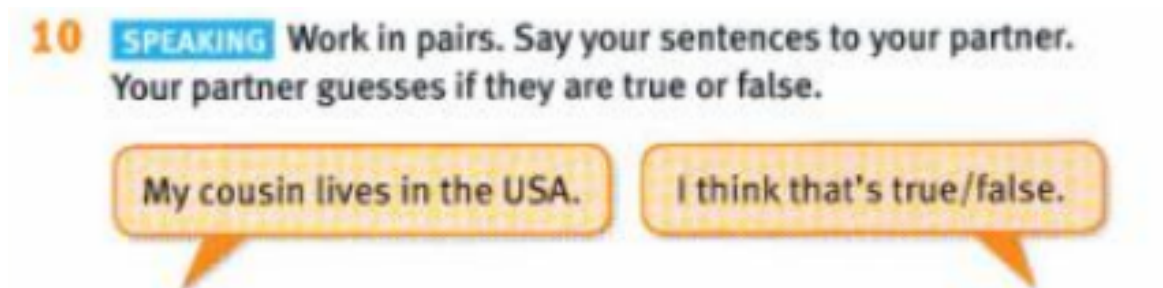 10 SPEAKING Work in pairs. Say your sentences to your partner.
Your partner guesses if they are true or false.
My cousin lives in the USA.
I think that's true/false.